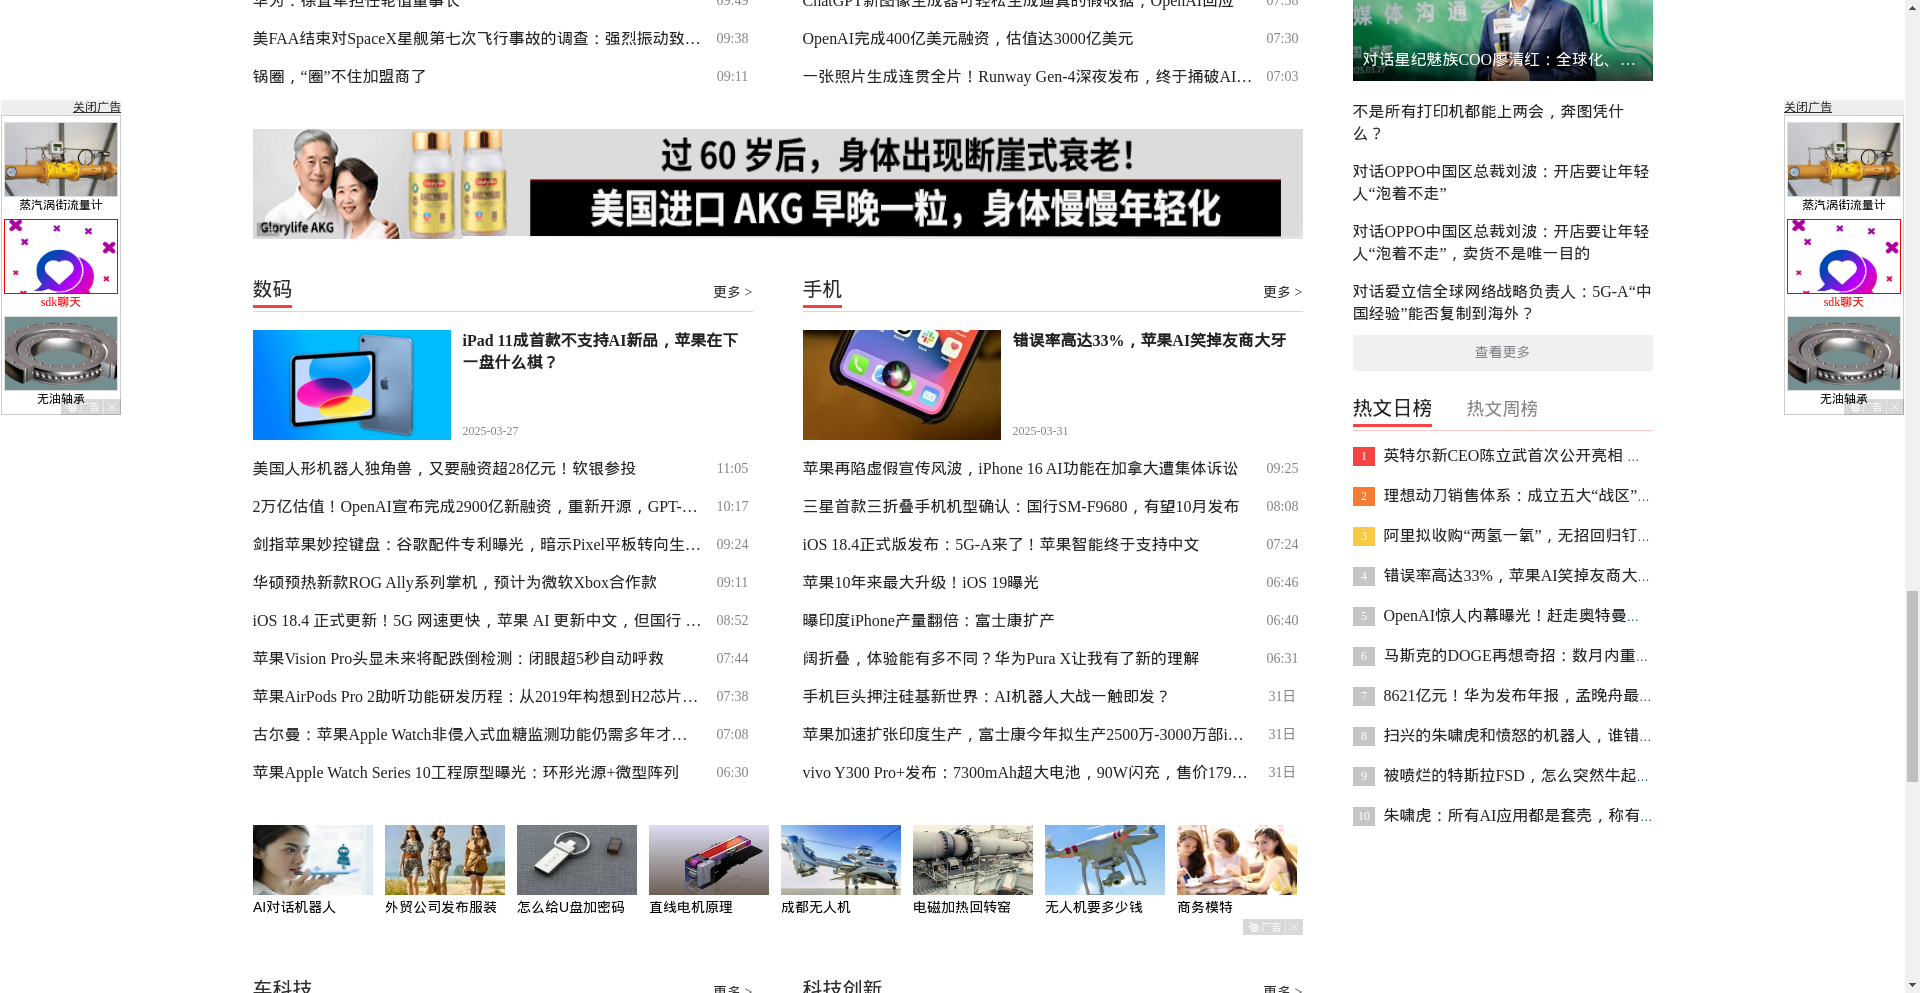 华为：徐直军担任轮值董事长 09:49
美FAA结束对SpaceX星舰第七次飞行事故的调查：强烈振动致… 09:38
锅圈，“圈”不住加盟商了 09:11
ChatGPT新图像生成器可轻松生成逼真的假收据，OpenAI回应 07:38
OpenAI完成400亿美元融资，估值达3000亿美元 07:30
一张照片生成连贯全片！Runway Gen-4深夜发布，终于捅破AI… 07:03
媒体沟通会
对话星纪魅族COO廖清红：全球化、…
不是所有打印机都能上两会，奔图凭什
么？
对话OPPO中国区总裁刘波：开店要让年轻
人“泡着不走”
对话OPPO中国区总裁刘波：开店要让年轻
人“泡着不走”，卖货不是唯一目的
对话爱立信全球网络战略负责人：5G-A“中
国经验”能否复制到海外？
查看更多
关闭广告
蒸汽涡街流量计
sdk聊天
无油轴承
广告
过 60 岁后，身体出现断崖式衰老！
美国进口 AKG 早晚一粒，身体慢慢年轻化
Glorylife AKG
数码
更多 >
iPad 11成首款不支持AI新品，苹果在下
一盘什么棋？
2025-03-27
美国人形机器人独角兽，又要融资超28亿元！软银参投 11:05
2万亿估值！OpenAI宣布完成2900亿新融资，重新开源，GPT-… 10:17
剑指苹果妙控键盘：谷歌配件专利曝光，暗示Pixel平板转向生… 09:24
华硕预热新款ROG Ally系列掌机，预计为微软Xbox合作款 09:11
iOS 18.4 正式更新！5G 网速更快，苹果 AI 更新中文，但国行 … 08:52
苹果Vision Pro头显未来将配跌倒检测：闭眼超5秒自动呼救 07:44
苹果AirPods Pro 2助听功能研发历程：从2019年构想到H2芯片… 07:38
古尔曼：苹果Apple Watch非侵入式血糖监测功能仍需多年才… 07:08
苹果Apple Watch Series 10工程原型曝光：环形光源+微型阵列 06:30
手机
更多 >
错误率高达33%，苹果AI笑掉友商大牙
2025-03-31
苹果再陷虚假宣传风波，iPhone 16 AI功能在加拿大遭集体诉讼 09:25
三星首款三折叠手机机型确认：国行SM-F9680，有望10月发布 08:08
iOS 18.4正式版发布：5G-A来了！苹果智能终于支持中文 07:24
苹果10年来最大升级！iOS 19曝光 06:46
曝印度iPhone产量翻倍：富士康扩产 06:40
阔折叠，体验能有多不同？华为Pura X让我有了新的理解 06:31
手机巨头押注硅基新世界：AI机器人大战一触即发？ 31日
苹果加速扩张印度生产，富士康今年拟生产2500万-3000万部i… 31日
vivo Y300 Pro+发布：7300mAh超大电池，90W闪充，售价179… 31日
热文日榜
热文周榜
1 英特尔新CEO陈立武首次公开亮相 …
2 理想动刀销售体系：成立五大“战区”…
3 阿里拟收购“两氢一氧”，无招回归钉…
4 错误率高达33%，苹果AI笑掉友商大…
5 OpenAI惊人内幕曝光！赶走奥特曼…
6 马斯克的DOGE再想奇招：数月内重…
7 8621亿元！华为发布年报，孟晚舟最…
8 扫兴的朱啸虎和愤怒的机器人，谁错…
9 被喷烂的特斯拉FSD，怎么突然牛起…
10 朱啸虎：所有AI应用都是套壳，称有…
关闭广告
蒸汽涡街流量计
sdk聊天
无油轴承
广告
AI对话机器人
外贸公司发布服装
怎么给U盘加密码
直线电机原理
成都无人机
电磁加热回转窑
无人机要多少钱
商务模特
广告
车科技
更多 >
科技创新
更多 >